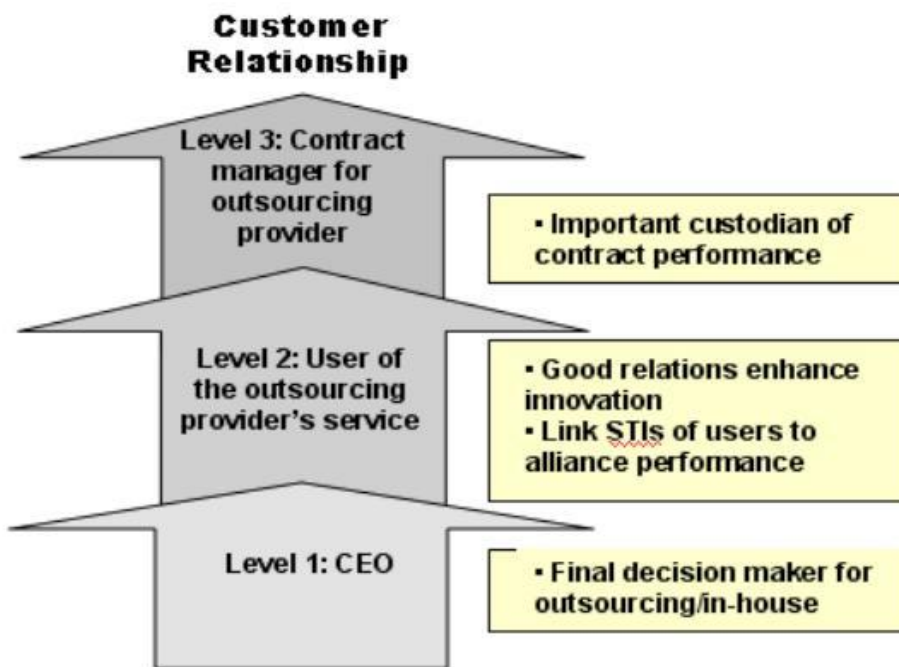 Customer
Relationship
Level 3: Contract
manager for
outsourcing
provider
▪ Important custodian of
contract performance
Level 2: User of
the outsourcing
provider's service
▪ Good relations enhance
innovation
▪ Link STIs of users to
alliance performance
Level 1: CEO
▪ Final decision maker for
outsourcing/in-house